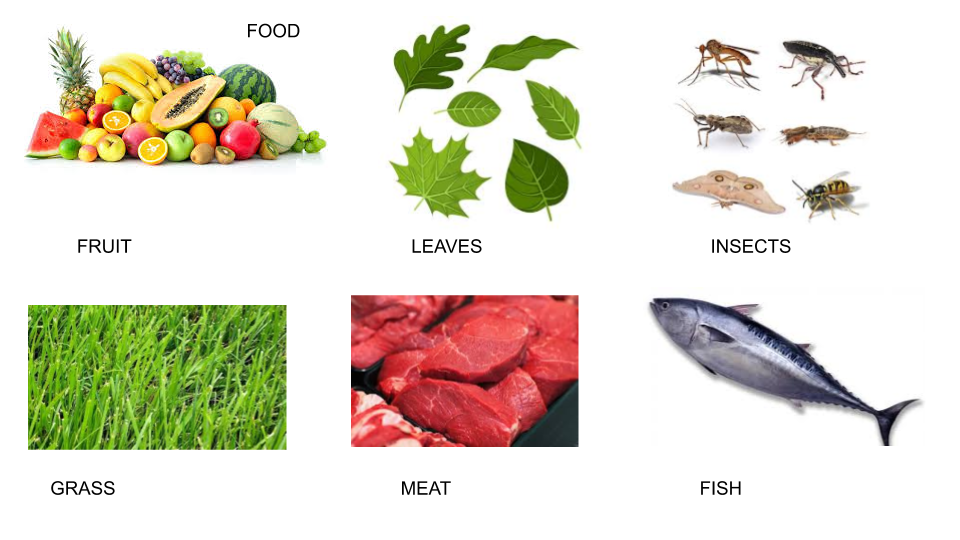 FOOD
FRUIT
LEAVES
INSECTS
GRASS
MEAT
FISH